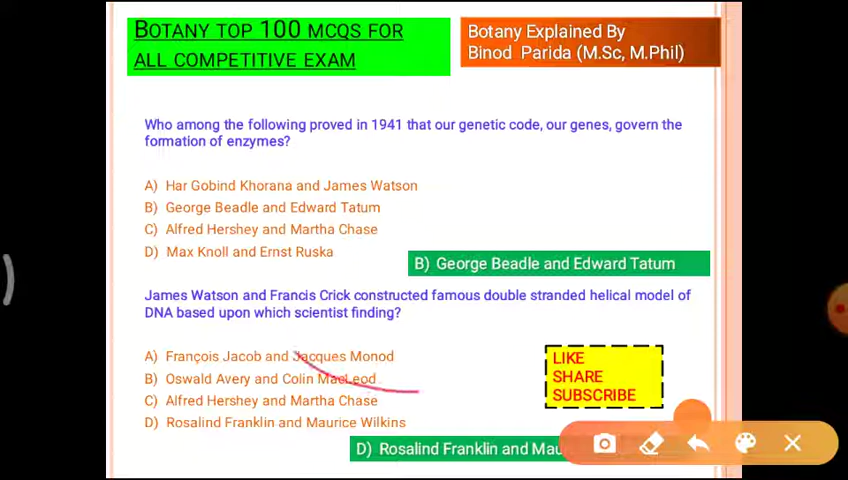 BOTANY TOP 100 MCQS FOR
ALL COMPETITIVE EXAM
Botany Explained By
Binod Parida (M.Sc, M.Phil)
Who among the following proved in 1941 that our genetic code, our genes, govern the
formation of enzymes?
A) Har Gobind Khorana and James Watson
B) George Beadle and Edward Tatum
C) Alfred Hershey and Martha Chase
D) Max Knoll and Ernst Ruska
B) George Beadle and Edward Tatum
James Watson and Francis Crick constructed famous double stranded helical model of
DNA based upon which scientist finding?
A) François Jacob and Jacques Monod
B) Oswald Avery and Colin MacLeod
C) Alfred Hershey and Martha Chase
D) Rosalind Franklin and Maurice Wilkins
LIKE
SHARE
SUBSCRIBE
D) Rosalind Franklin and